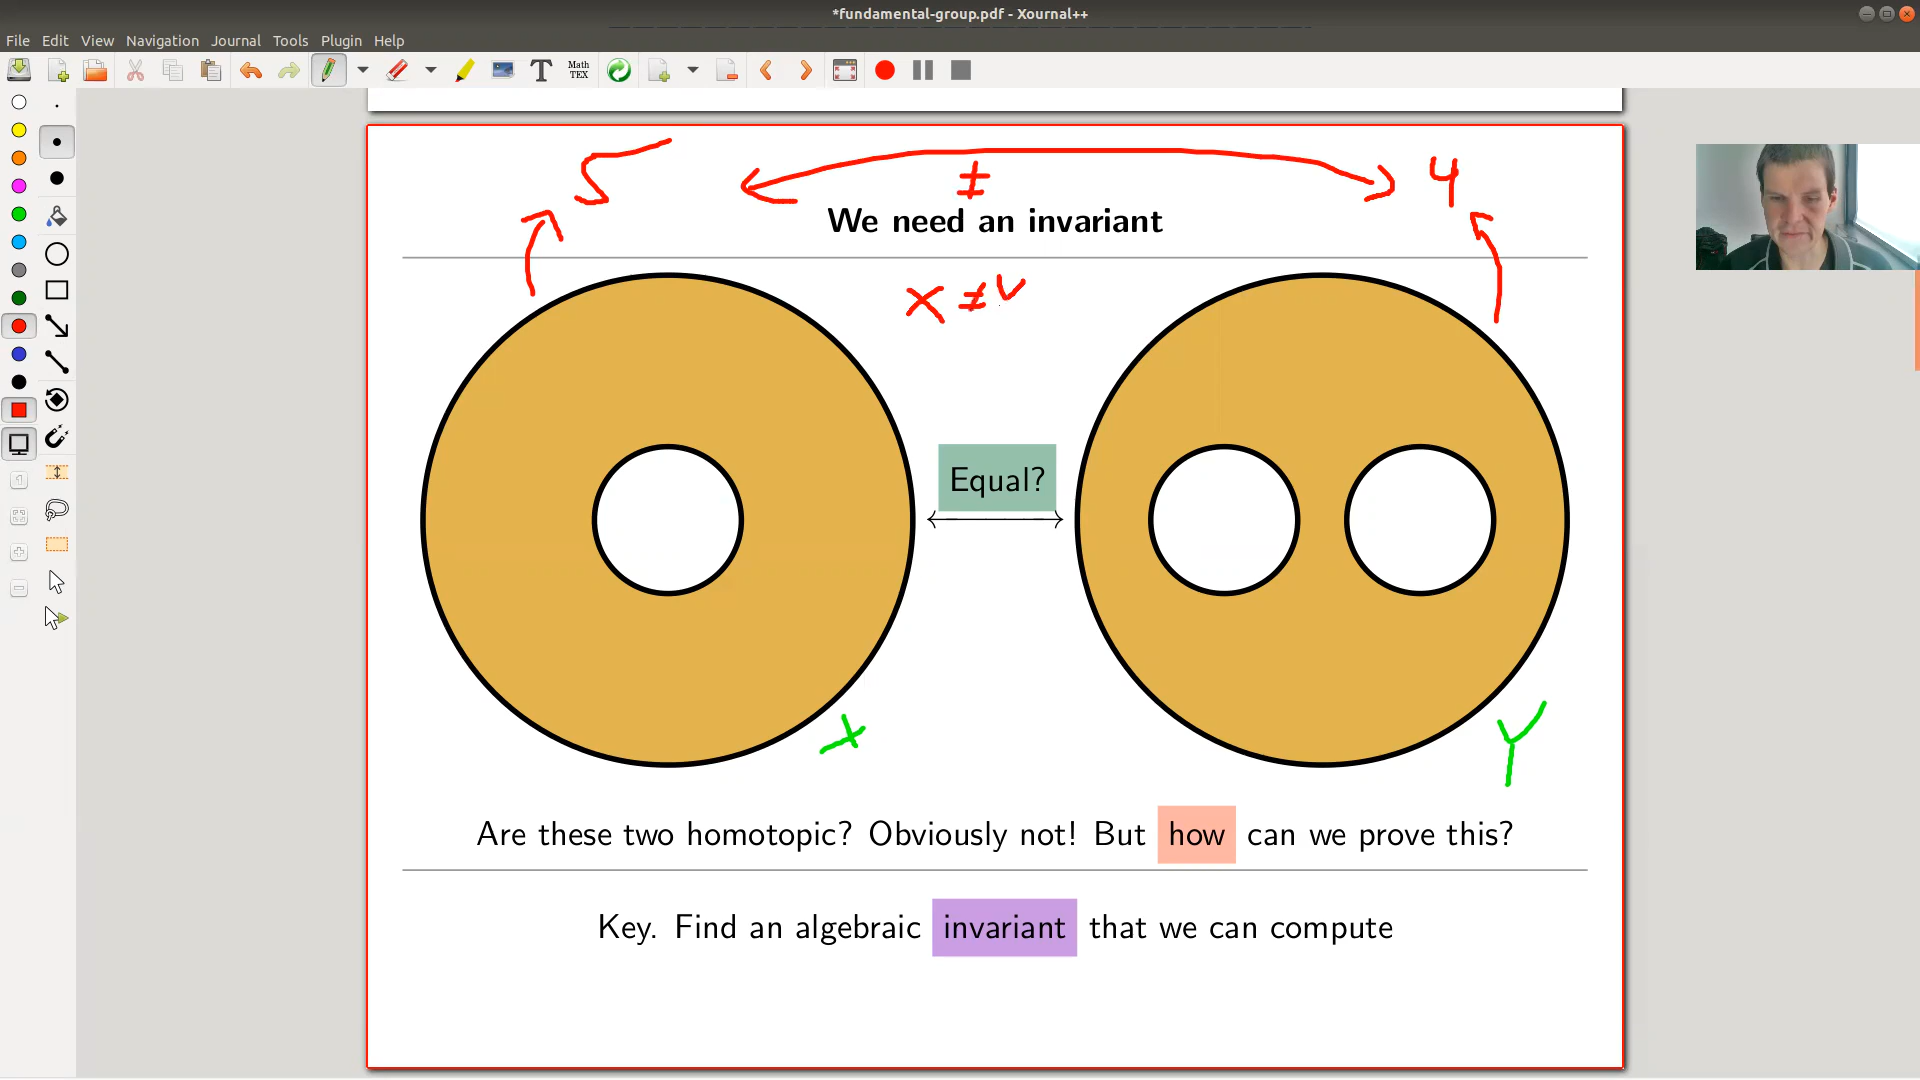 *fundamental-group.pdf - Xournal++
File Edit View Navigation Journal Tools Plugin Help
Math
TEX
5 ≠ 4
We need an invariant
X ≠ Y
Equal?
X
Y
Are these two homotopic? Obviously not! But how can we prove this?
Key. Find an algebraic invariant that we can compute